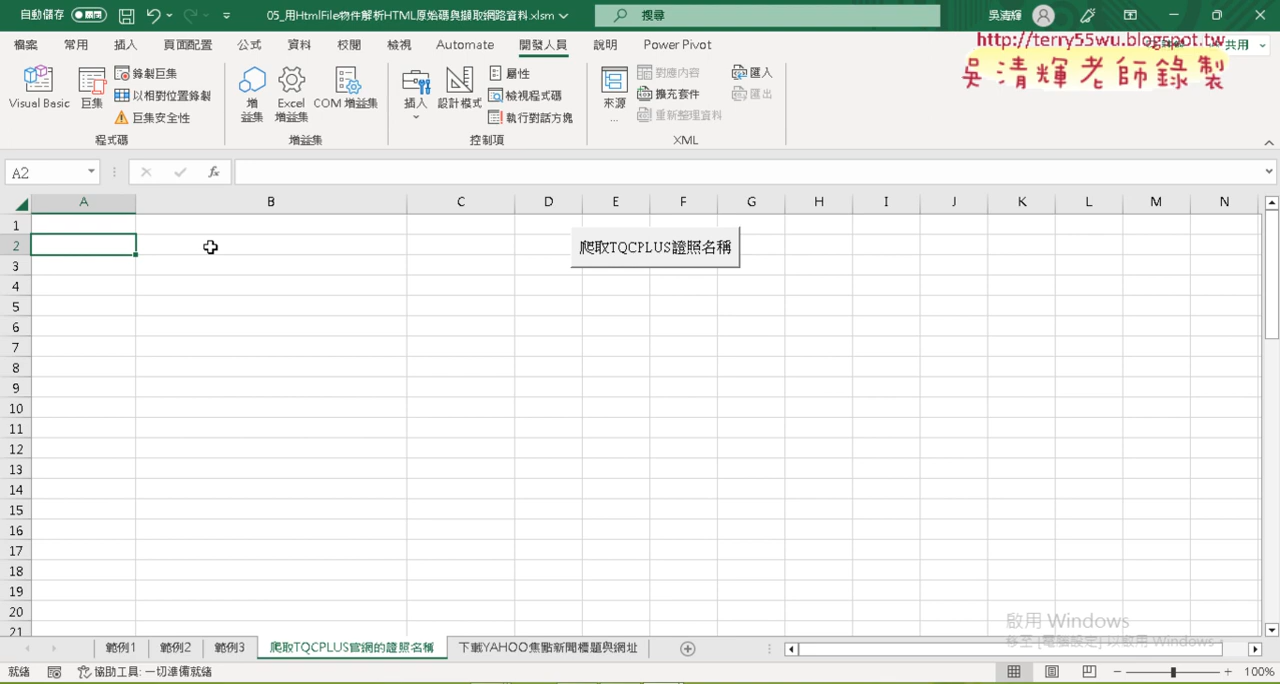 自動儲存
05_用HtmlFile物件解析HTML原始碼與擷取網路資料.xlsm
搜尋
吳清輝
檔案 常用 插入 頁面配置 公式 資料 校閱 檢視 Automate 開發人員 說明 Power Pivot
http://terry55wu.blogspot.tw
共用
吳清輝老師錄製
Visual Basic
巨集
錄製巨集
以相對位置錄製
巨集安全性
程式碼
增益集
Excel 增益集
COM 增益集
增益集
插入
設計模式
屬性
檢視程式碼
執行對話方塊
控制項
來源
...
對應內容
擴充套件
重新整理資料
匯入
匯出
XML
A2
fx
A B C D E F G H I J K L M N
1
2
爬取TQCPLUS證照名稱
3
4
5
6
7
8
9
10
11
12
13
14
15
16
17
18
19
20
21
啟用 Windows
移至 [電腦設定] 以啟用 Windows。
範例1 範例2 範例3 爬取TQCPLUS官網的證照名稱 下載YAHOO焦點新聞標題與網址
就緒 協助工具: 一切準備就緒 100%